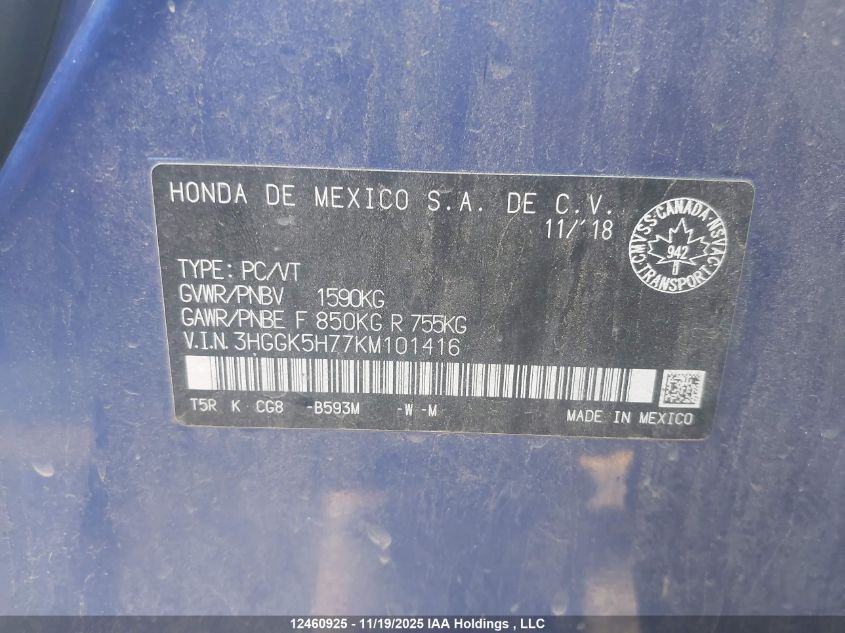 HONDA DE MEXICO S.A. DE C.V.
11/'18
CMVSS·CANADA·NSVAC
942
TRANSPORT
TYPE: PC/VT
GVWR/PNBV 1590KG
GAWR/PNBE F 850KG R 755KG
V.I.N. 3HGGK5H77KM101416
T5R K CG8 -B593M -W -M
MADE IN MEXICO
12460925 - 11/19/2025 IAA Holdings , LLC